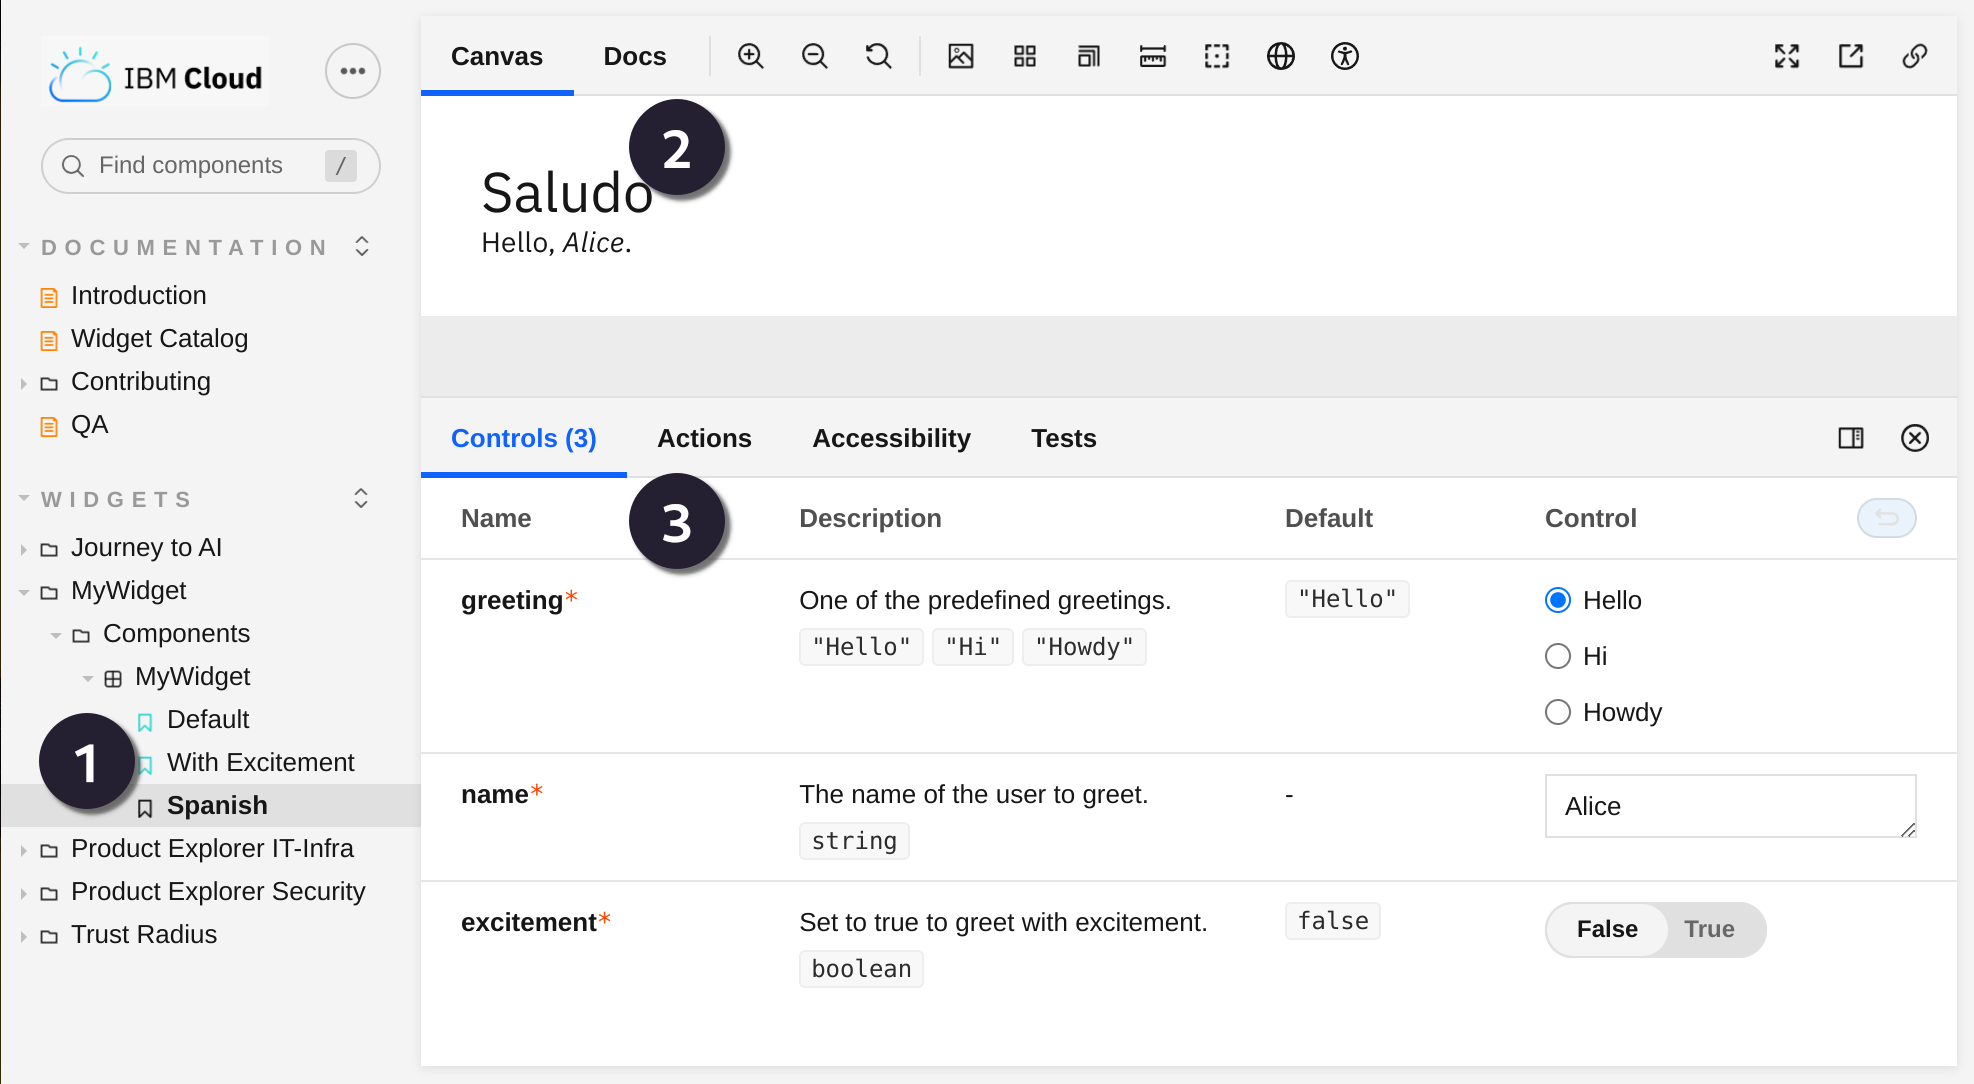 IBM Cloud
Find components /
DOCUMENTATION
Introduction
Widget Catalog
Contributing
QA
WIDGETS
Journey to AI
MyWidget
Components
MyWidget
Default
With Excitement
Spanish
Product Explorer IT-Infra
Product Explorer Security
Trust Radius
1
Canvas Docs
2
Saludo
Hello, Alice.
Controls (3) Actions Accessibility Tests
3
Name Description Default Control
greeting* One of the predefined greetings. "Hello" Hello
"Hello" "Hi" "Howdy" Hi
Howdy
name* The name of the user to greet. - Alice
string
excitement* Set to true to greet with excitement. false False True
boolean